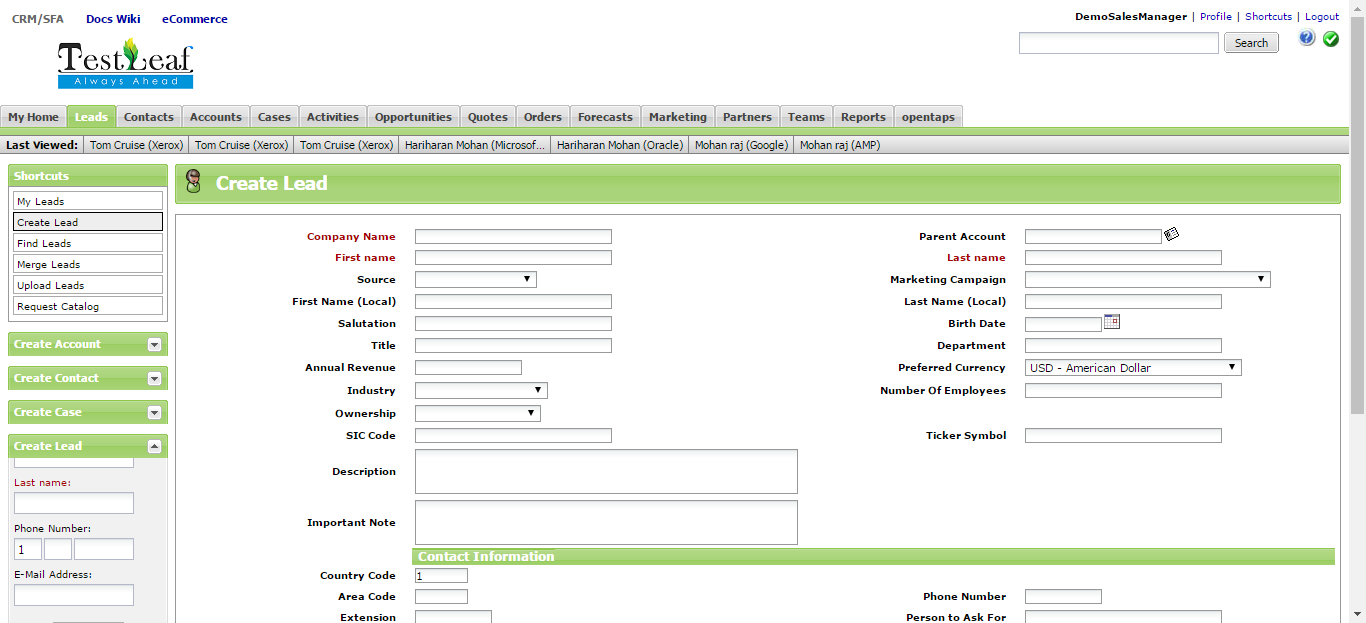 CRM/SFA Docs Wiki eCommerce
DemoSalesManager | Profile | Shortcuts | Logout
TestLeaf
Always Ahead
Search
My Home Leads Contacts Accounts Cases Activities Opportunities Quotes Orders Forecasts Marketing Partners Teams Reports opentaps
Last Viewed: Tom Cruise (Xerox) Tom Cruise (Xerox) Tom Cruise (Xerox) Hariharan Mohan (Microsof... Hariharan Mohan (Oracle) Mohan raj (Google) Mohan raj (AMP)
Shortcuts
My Leads
Create Lead
Find Leads
Merge Leads
Upload Leads
Request Catalog
Create Account
Create Contact
Create Case
Create Lead
Last name:
Phone Number:
1
E-Mail Address:
Create Lead
Company Name Parent Account
First name Last name
Source Marketing Campaign
First Name (Local) Last Name (Local)
Salutation Birth Date
Title Department
Annual Revenue Preferred Currency USD - American Dollar
Industry Number Of Employees
Ownership
SIC Code Ticker Symbol
Description
Important Note
Contact Information
Country Code 1
Area Code Phone Number
Extension Person to Ask For